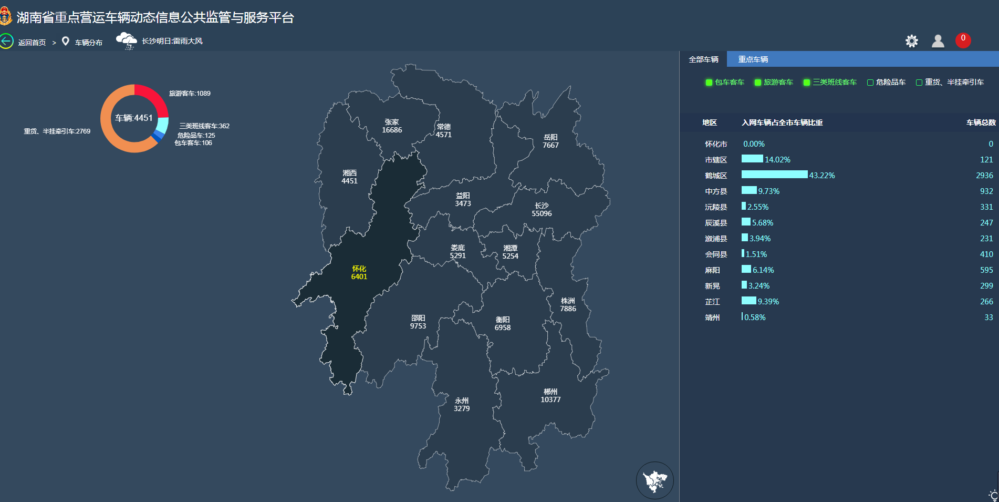 湖南省重点营运车辆动态信息公共监管与服务平台
返回首页 > 车辆分布 长沙明日:雷雨大风
0
全部车辆 重点车辆
包车客车 旅游客车 三类班线客车 危险品车 重货、半挂牵引车
旅游客车:1089
车辆:4451
三类班线客车:362
重货、半挂牵引车:2769
危险品车:125
包车客车:106
张家
16686
常德
4571
岳阳
7667
湘西
4451
益阳
3473
长沙
55096
娄底
5291
湘潭
5254
怀化
6401
株洲
7886
邵阳
9753
衡阳
6958
郴州
10377
永州
3279
地区 入网车辆占全市车辆比重 车辆总数
怀化市 0.00% 0
市辖区 14.02% 121
鹤城区 43.22% 2936
中方县 9.73% 932
沅陵县 2.55% 331
辰溪县 5.68% 247
溆浦县 3.94% 231
会同县 1.51% 410
麻阳 6.14% 595
新晃 3.24% 299
芷江 9.39% 266
靖州 0.58% 33